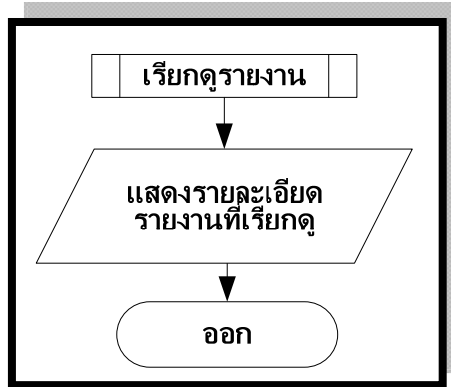 เรียกดูรายงาน
แสดงรายละเอียด
รายงานที่เรียกดู
ออก